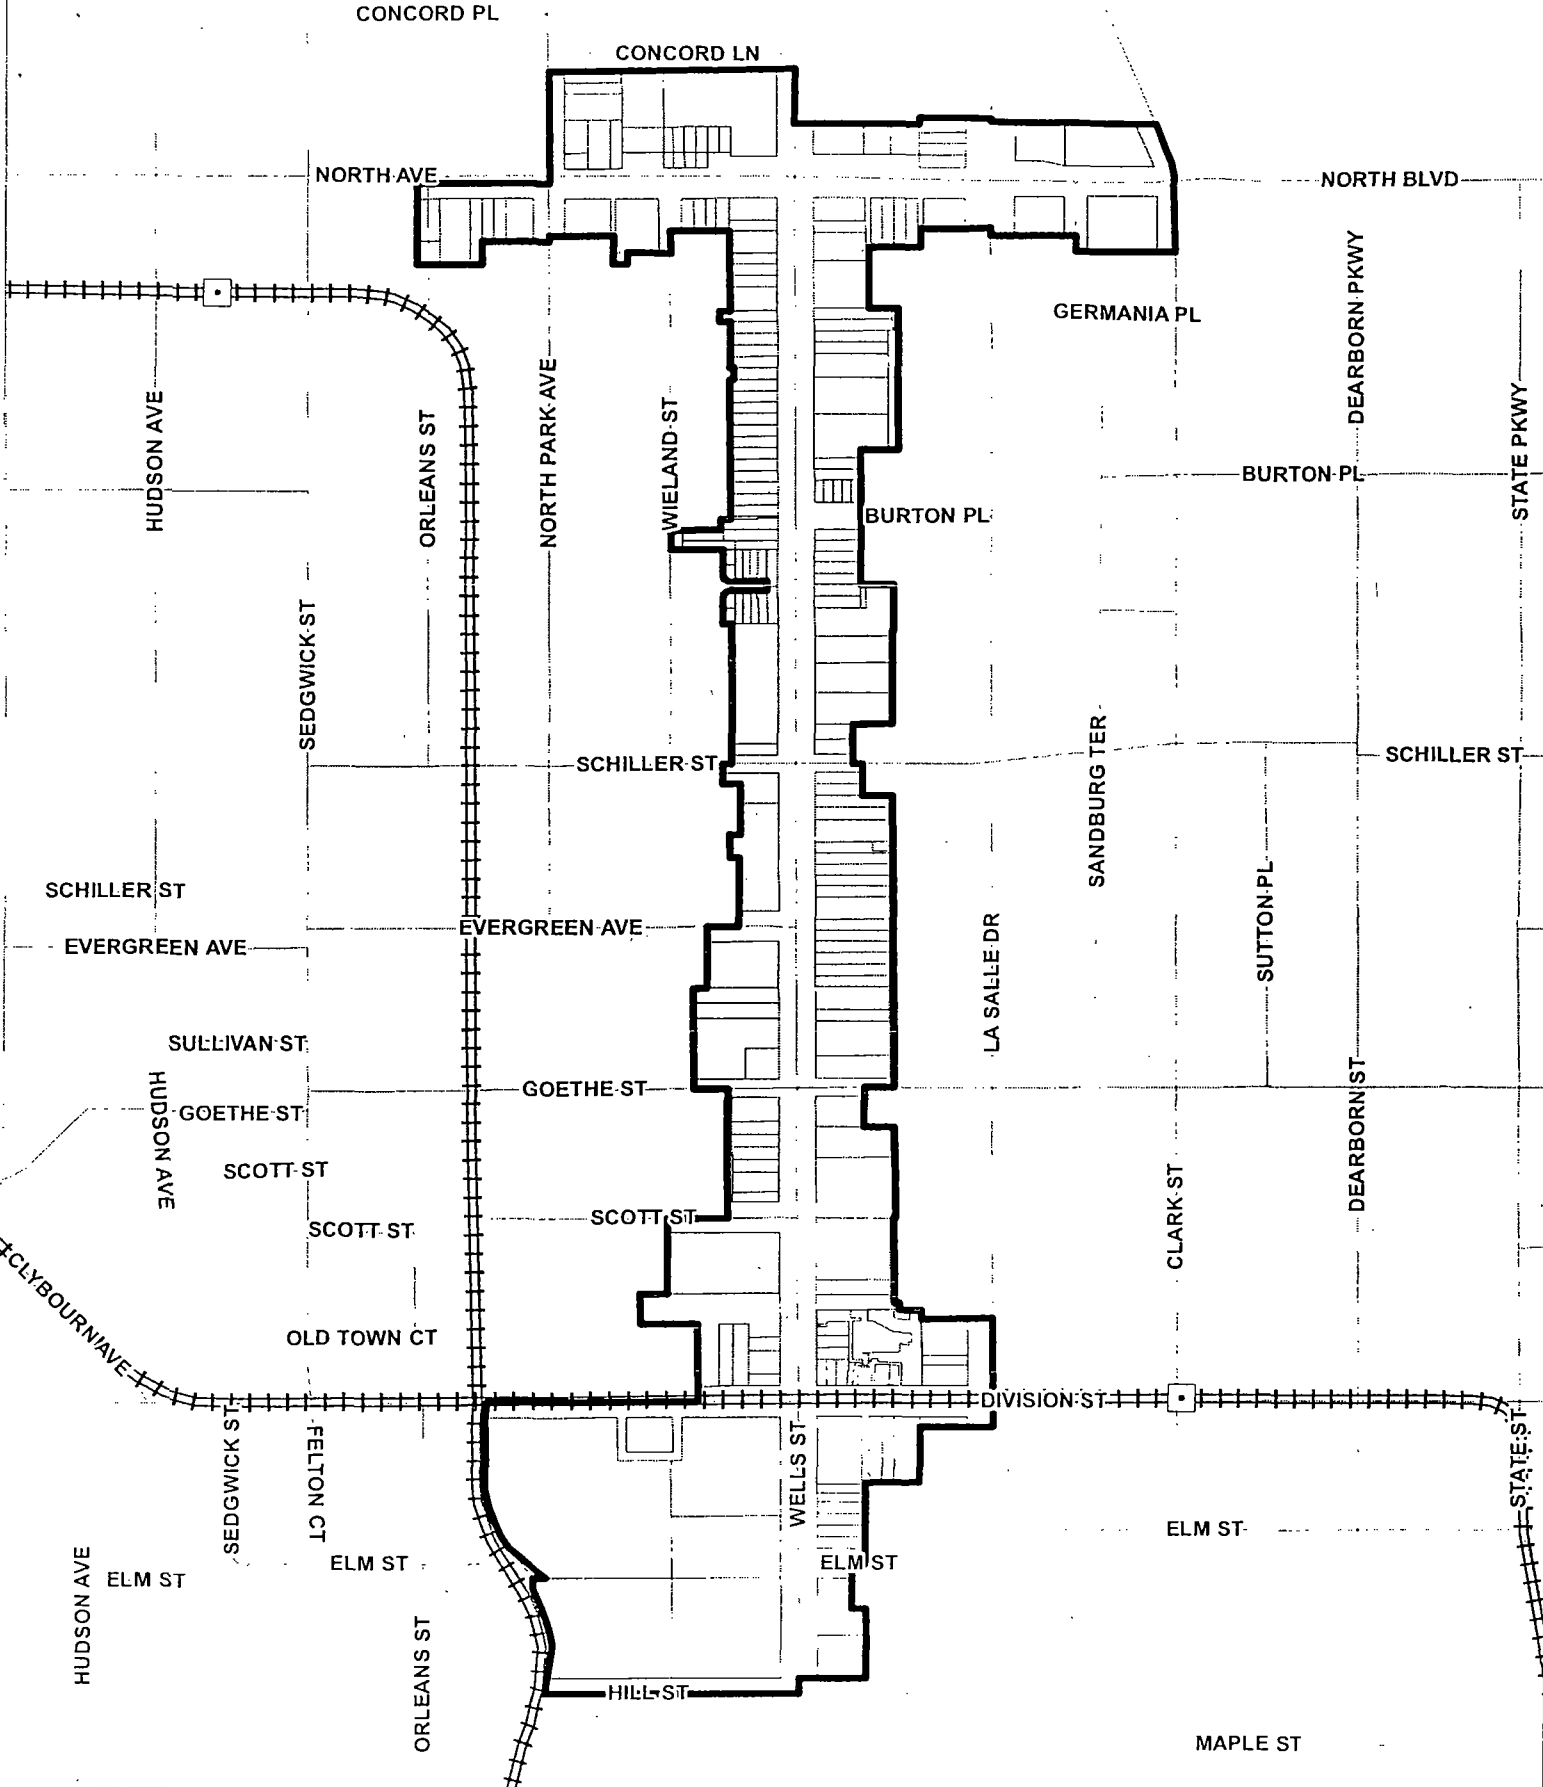 CONCORD PL
CONCORD LN
NORTH AVE
NORTH BLVD
GERMANIA PL
DEARBORN PKWY
STATE PKWY
HUDSON AVE
ORLEANS ST
NORTH PARK AVE
WIELAND ST
BURTON PL
BURTON PL
SEDGWICK ST
SCHILLER ST
SANDBURG TER
SCHILLER ST
SCHILLER ST
EVERGREEN AVE
EVERGREEN AVE
LA SALLE DR
SUTTON PL
SULLIVAN ST
HUDSON AVE
GOETHE ST
GOETHE ST
DEARBORN ST
SCOTT ST
SCOTT ST
SCOTT ST
CLARK ST
CLYBOURN AVE
OLD TOWN CT
DIVISION ST
SEDGWICK ST
FELTON CT
WELLS ST
STATE ST
ELM ST
ELM ST
ELM ST
ELM ST
HUDSON AVE
ORLEANS ST
HILL ST
MAPLE ST